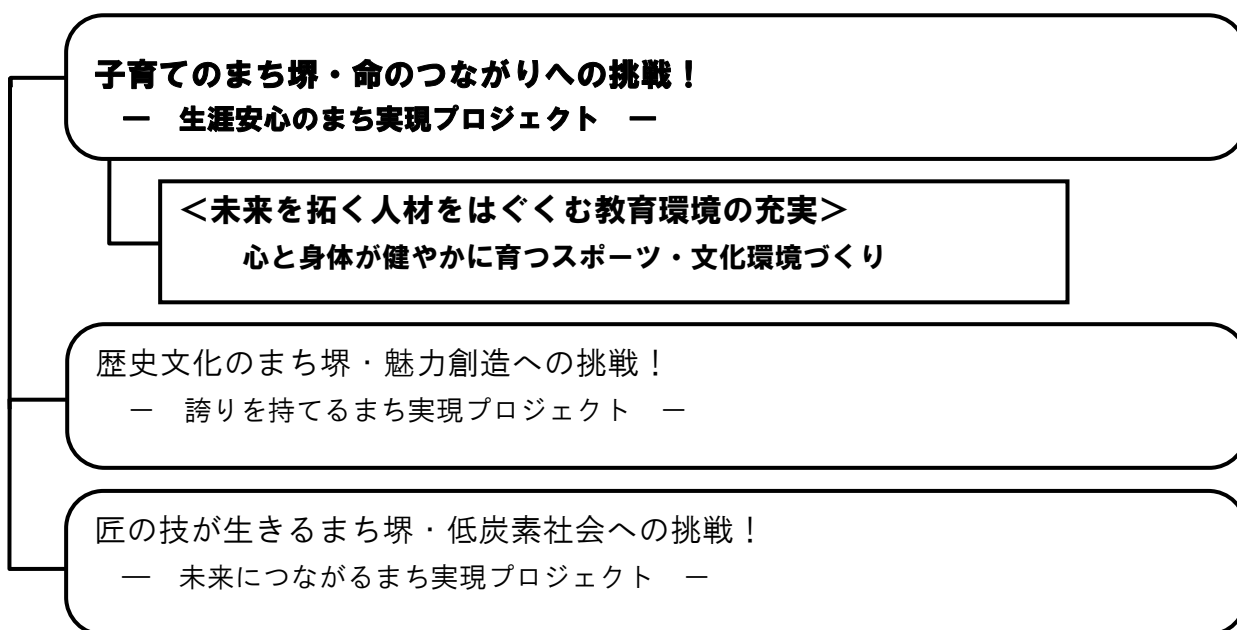 子育てのまち堺・命のつながりへの挑戦！
－　生涯安心のまち実現プロジェクト　－
＜未来を拓く人材をはぐくむ教育環境の充実＞
心と身体が健やかに育つスポーツ・文化環境づくり
歴史文化のまち堺・魅力創造への挑戦！
－　誇りを持てるまち実現プロジェクト　－
匠の技が生きるまち堺・低炭素社会への挑戦！
－　未来につながるまち実現プロジェクト　－